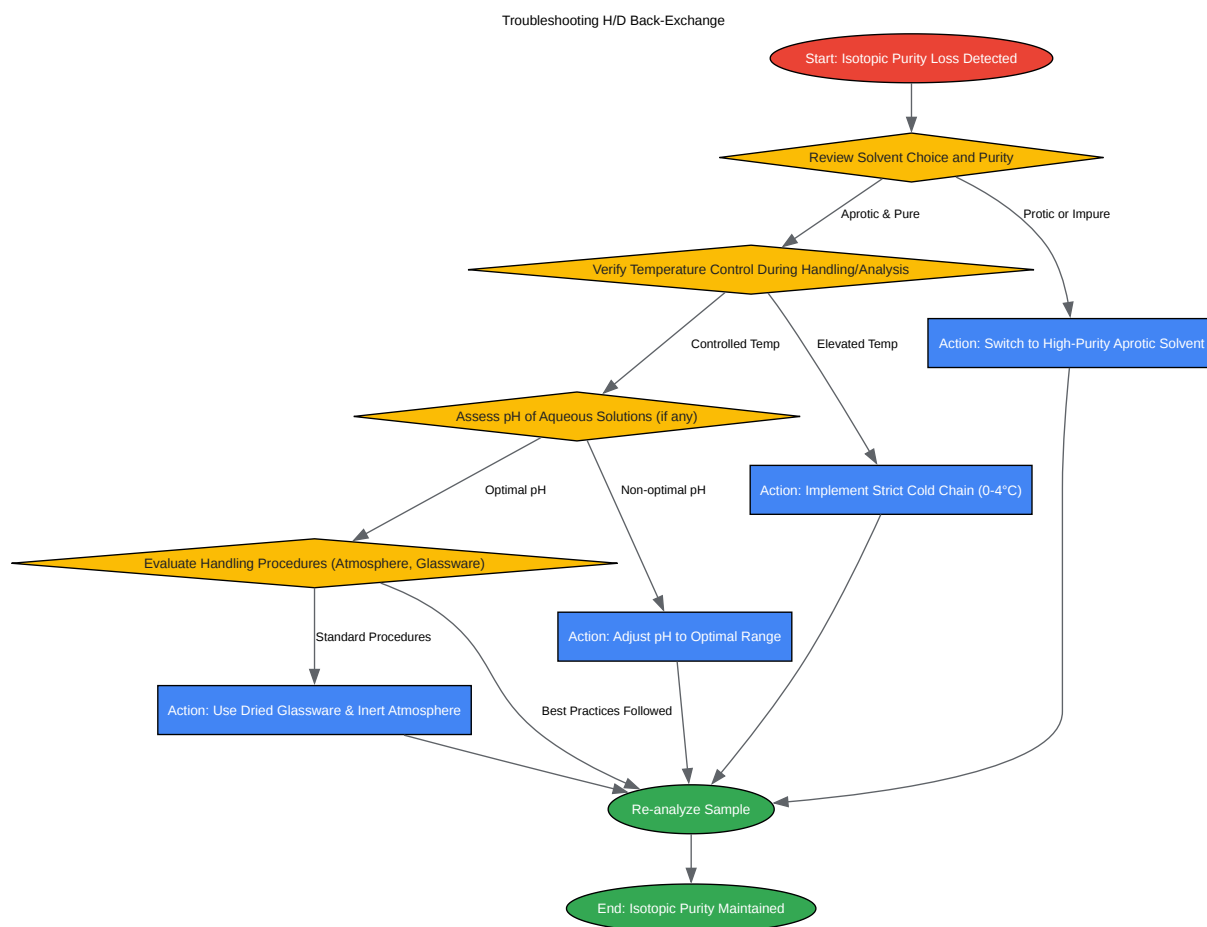 Troubleshooting H/D Back-Exchange
Start: Isotopic Purity Loss Detected
Review Solvent Choice and Purity
Aprotic & Pure
Protic or Impure
Verify Temperature Control During Handling/Analysis
Controlled Temp
Elevated Temp
Action: Switch to High-Purity Aprotic Solvent
Assess pH of Aqueous Solutions (if any)
Optimal pH
Non-optimal pH
Action: Implement Strict Cold Chain (0-4°C)
Evaluate Handling Procedures (Atmosphere, Glassware)
Standard Procedures
Action: Adjust pH to Optimal Range
Action: Use Dried Glassware & Inert Atmosphere
Best Practices Followed
Re-analyze Sample
End: Isotopic Purity Maintained